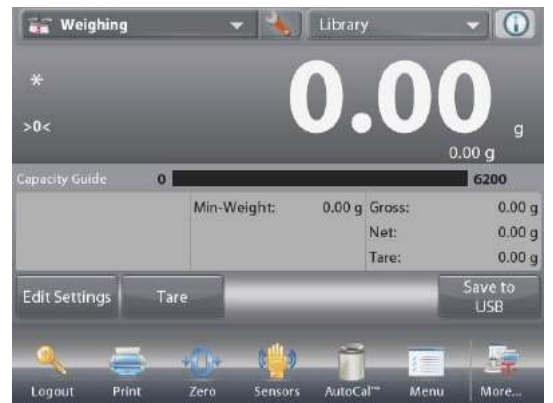 Weighing Library
*
0.00 g
>0<
0.00 g
Capacity Guide 0 6200
Min-Weight: 0.00 g Gross: 0.00 g
Net: 0.00 g
Tare: 0.00 g
Edit Settings Tare Save to USB
Logout Print Zero Sensors AutoCal™ Menu More...